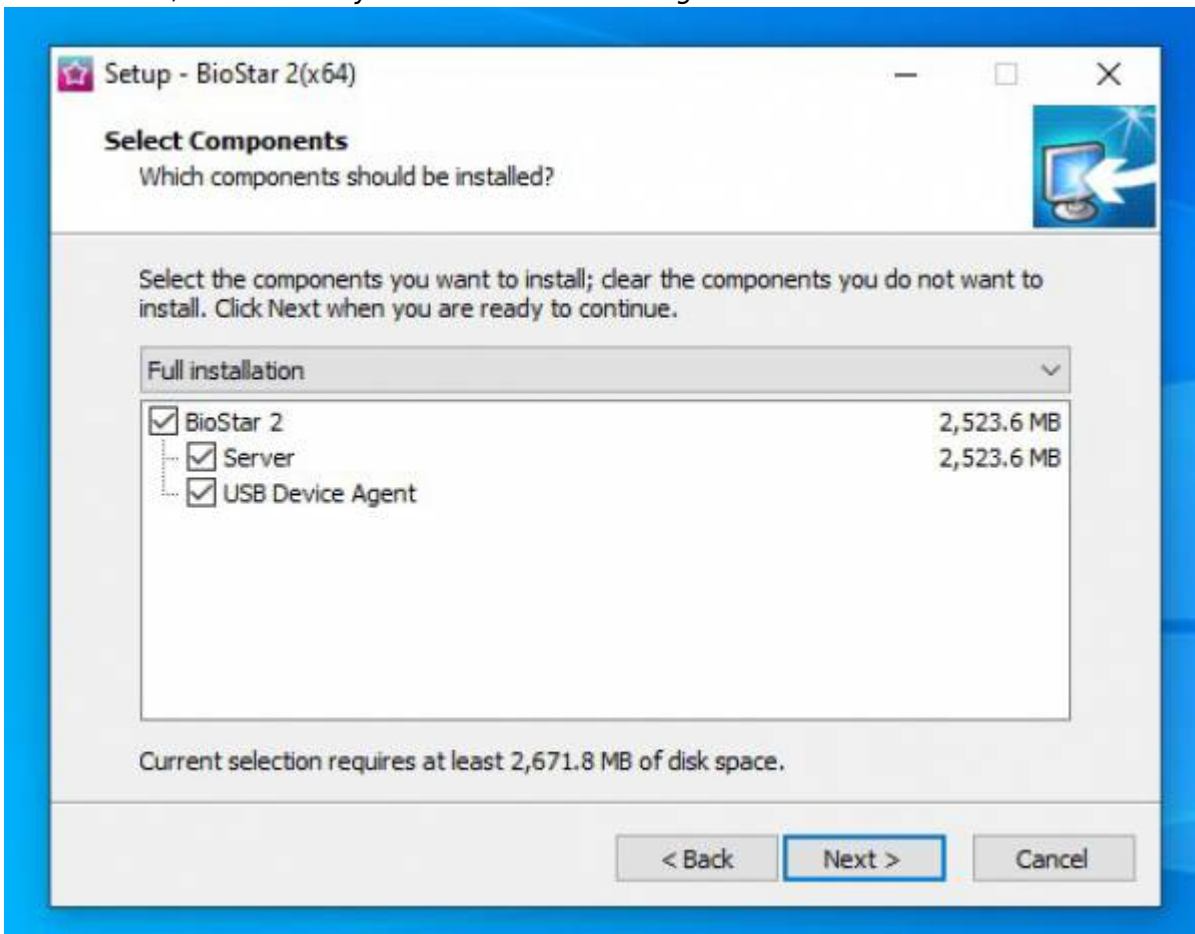 Setup - BioStar 2(x64)
Select Components
Which components should be installed?
Select the components you want to install; clear the components you do not want to
install. Click Next when you are ready to continue.
Full installation
BioStar 2 2,523.6 MB
Server 2,523.6 MB
USB Device Agent
Current selection requires at least 2,671.8 MB of disk space.
< Back Next > Cancel